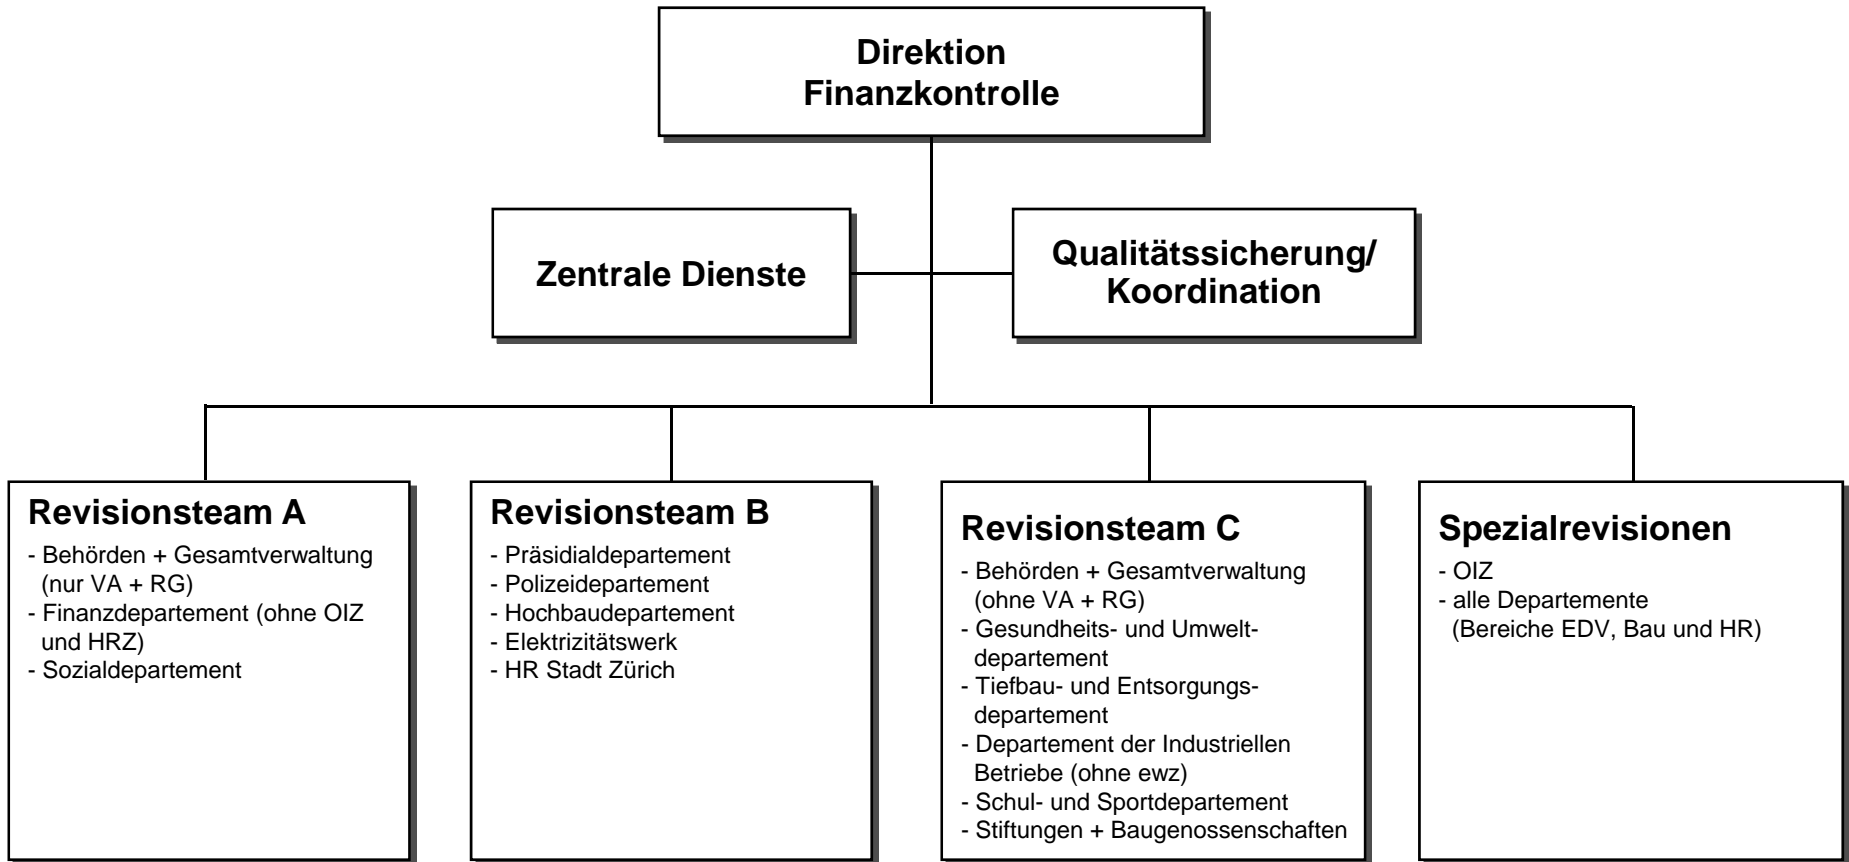 Direktion
Finanzkontrolle
Zentrale Dienste
Qualitätssicherung/
Koordination
Revisionsteam A
- Behörden + Gesamtverwaltung
(nur VA + RG)
- Finanzdepartement (ohne OIZ
und HRZ)
- Sozialdepartement
Revisionsteam B
- Präsidialdepartement
- Polizeidepartement
- Hochbaudepartement
- Elektrizitätswerk
- HR Stadt Zürich
Revisionsteam C
- Behörden + Gesamtverwaltung
(ohne VA + RG)
- Gesundheits- und Umwelt-
departement
- Tiefbau- und Entsorgungs-
departement
- Departement der Industriellen
Betriebe (ohne ewz)
- Schul- und Sportdepartement
- Stiftungen + Baugenossenschaften
Spezialrevisionen
- OIZ
- alle Departemente
(Bereiche EDV, Bau und HR)